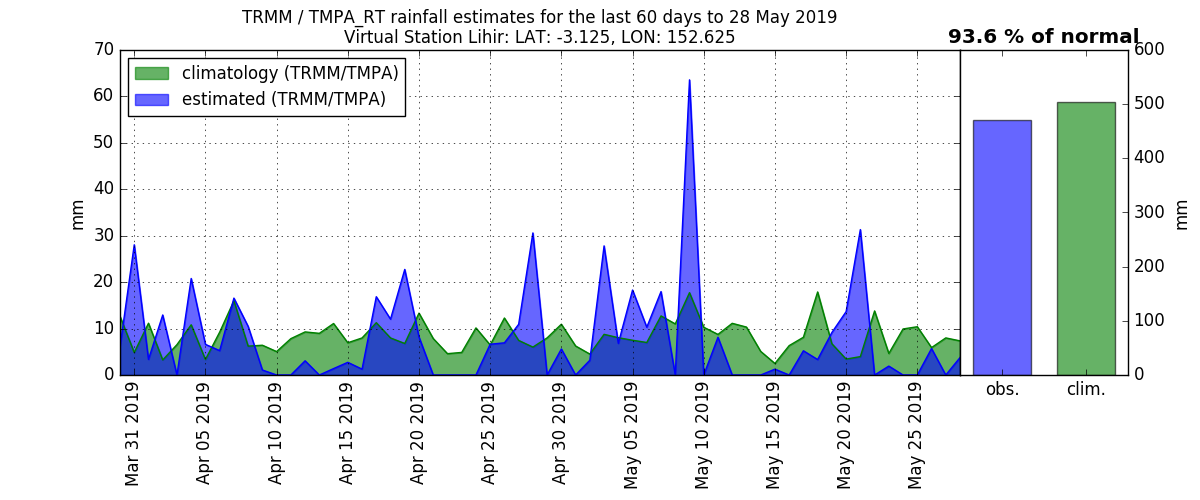 TRMM / TMPA_RT rainfall estimates for the last 60 days to 28 May 2019
Virtual Station Lihir: LAT: -3.125, LON: 152.625
93.6 % of normal
climatology (TRMM/TMPA)
estimated (TRMM/TMPA)
70
60
50
40
30
20
10
0
mm
Mar 31 2019
Apr 05 2019
Apr 10 2019
Apr 15 2019
Apr 20 2019
Apr 25 2019
Apr 30 2019
May 05 2019
May 10 2019
May 15 2019
May 20 2019
May 25 2019
obs.
clim.
600
500
400
300
200
100
0
mm